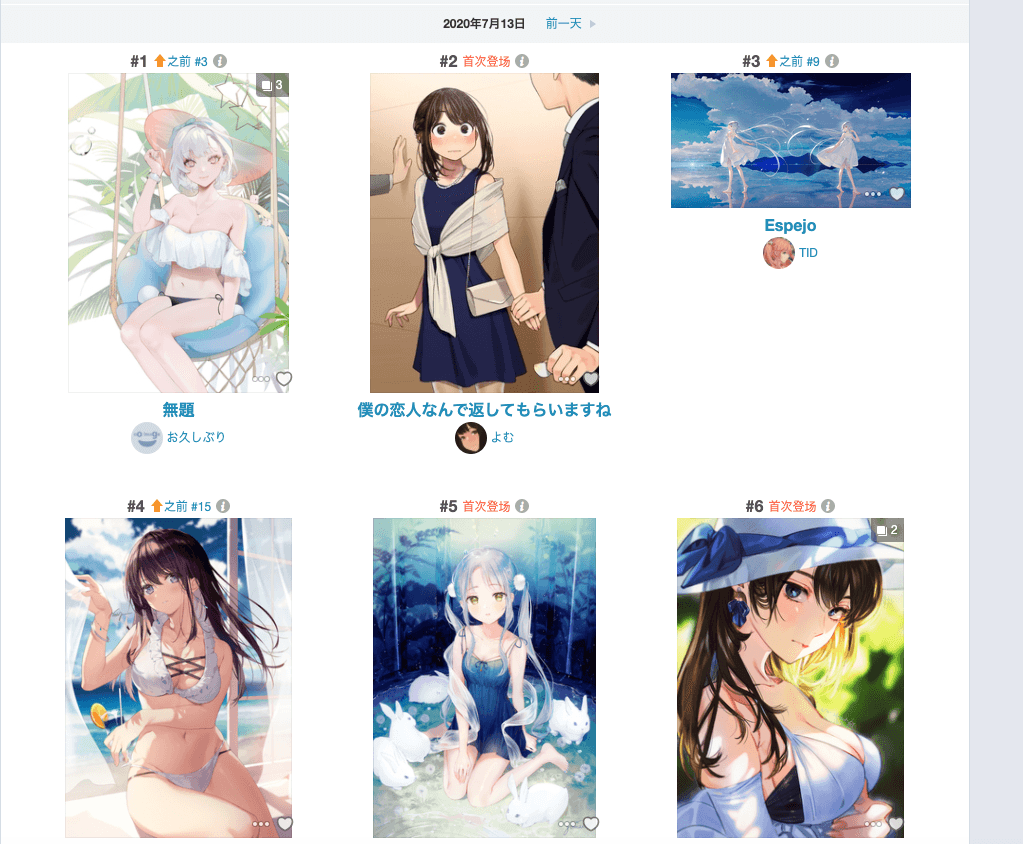 2020年7月13日 前一天
#1 之前 #3
#2 首次登场
#3 之前 #9
3
Espejo
TID
無題
僕の恋人なんで返してもらいますね
お久しぶり
よむ
#4 之前 #15
#5 首次登场
#6 首次登场
2